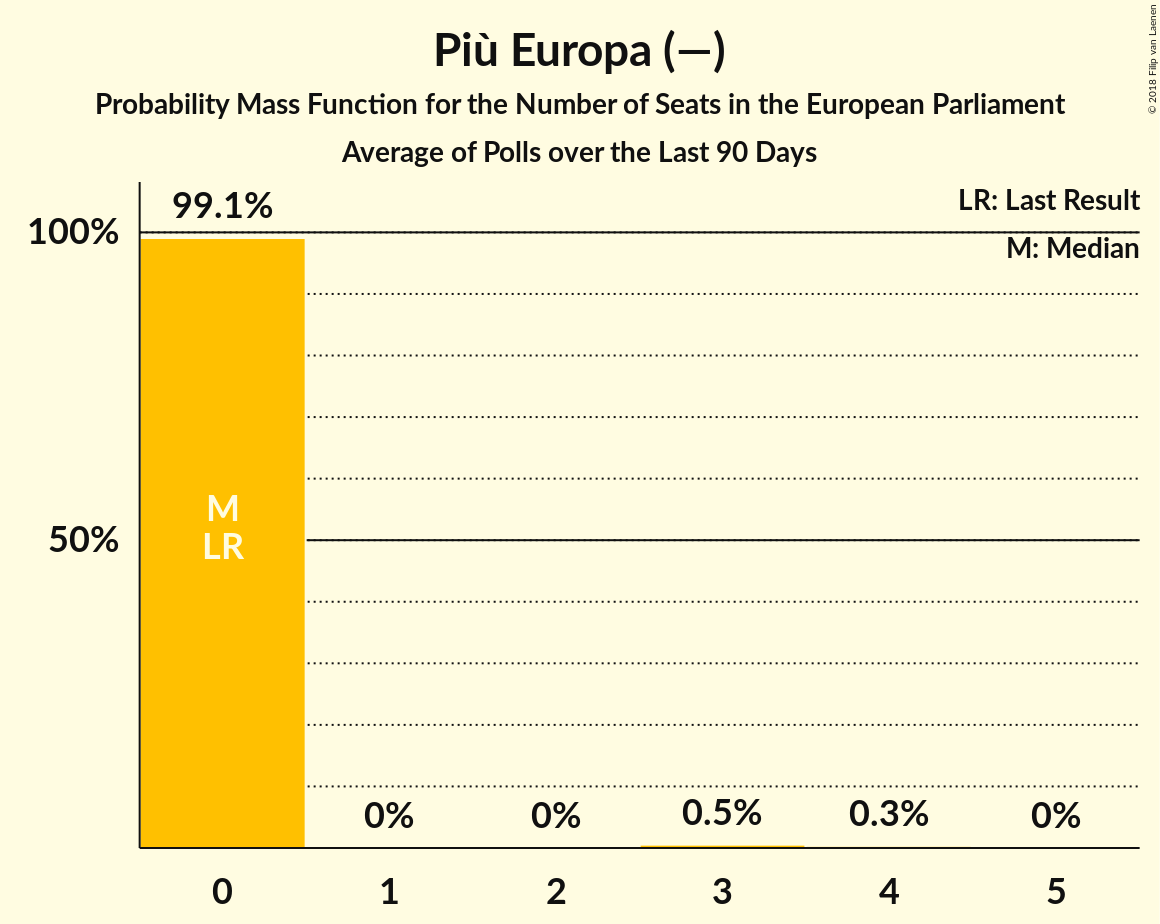 Più Europa (—)
Probability Mass Function for the Number of Seats in the European Parliament
Average of Polls over the Last 90 Days
© 2018 Filip van Laenen
LR: Last Result
M: Median
99.1%
100%
50%
M
LR
0% 0% 0.5% 0.3% 0%
0 1 2 3 4 5